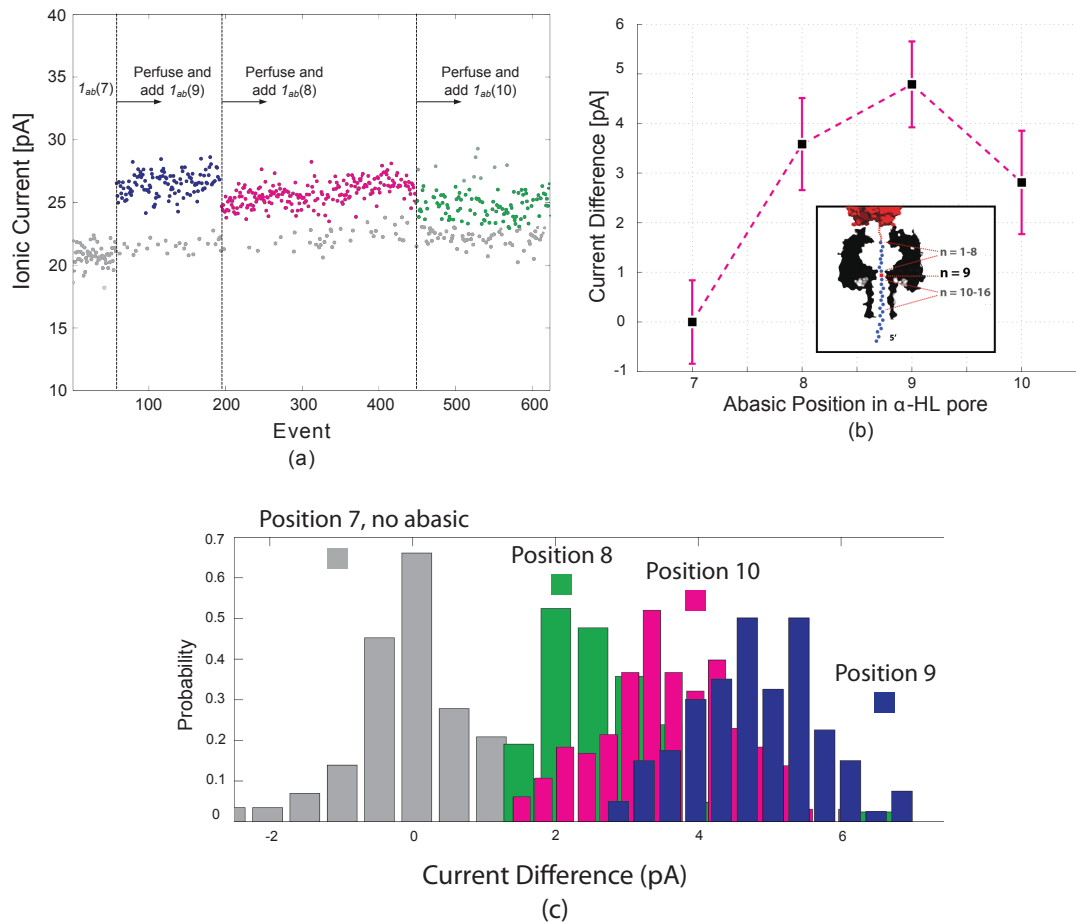 40
35
30
25
20
15
10
Ionic Current [pA]
1ab(7)
Perfuse and
add 1ab(9)
Perfuse and
add 1ab(8)
Perfuse and
add 1ab(10)
100
200
300
400
500
600
Event
(a)
6
5
4
3
2
1
0
-1
Current Difference [pA]
n = 1-8
n = 9
n = 10-16
5'
7
8
9
10
Abasic Position in α-HL pore
(b)
Position 7, no abasic
Position 8
Position 10
Position 9
0.7
0.6
0.5
0.4
0.3
0.2
0.1
0
Probability
-2
0
2
4
6
Current Difference (pA)
(c)